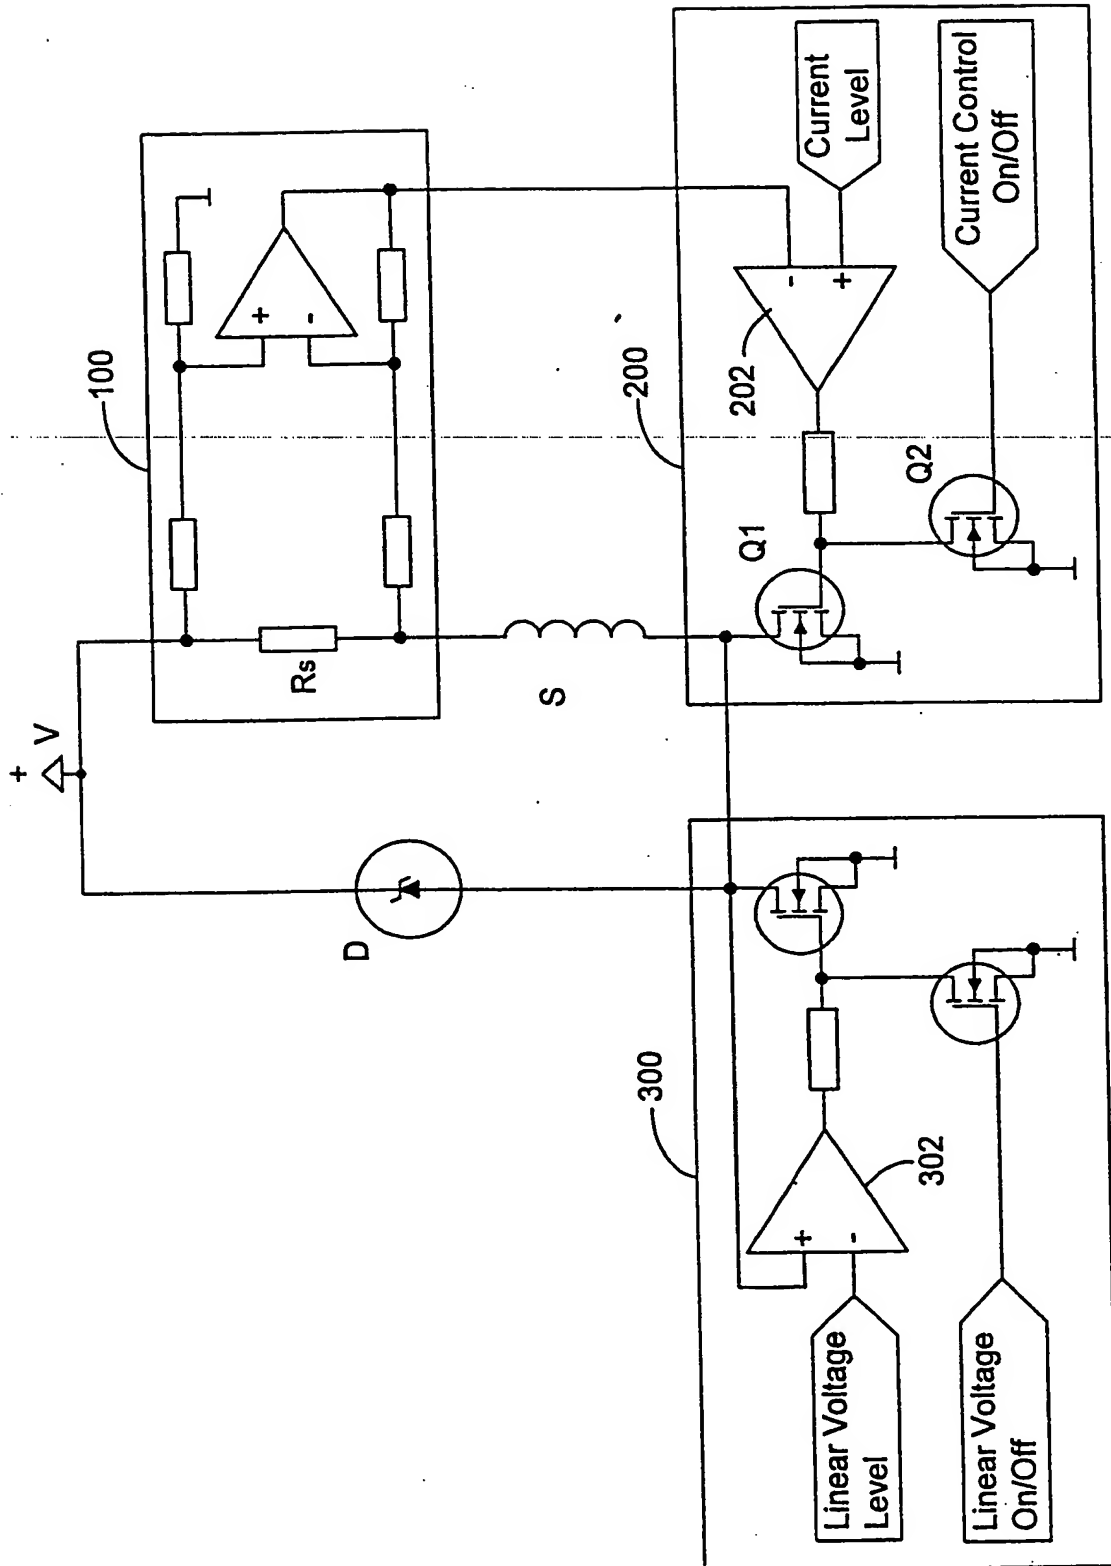 +
V
100
Rs
+
-
D
S
200
Current
Level
-
+
202
Q1
Q2
Current Control
On/Off
300
+
-
302
Linear Voltage
Level
Linear Voltage
On/Off